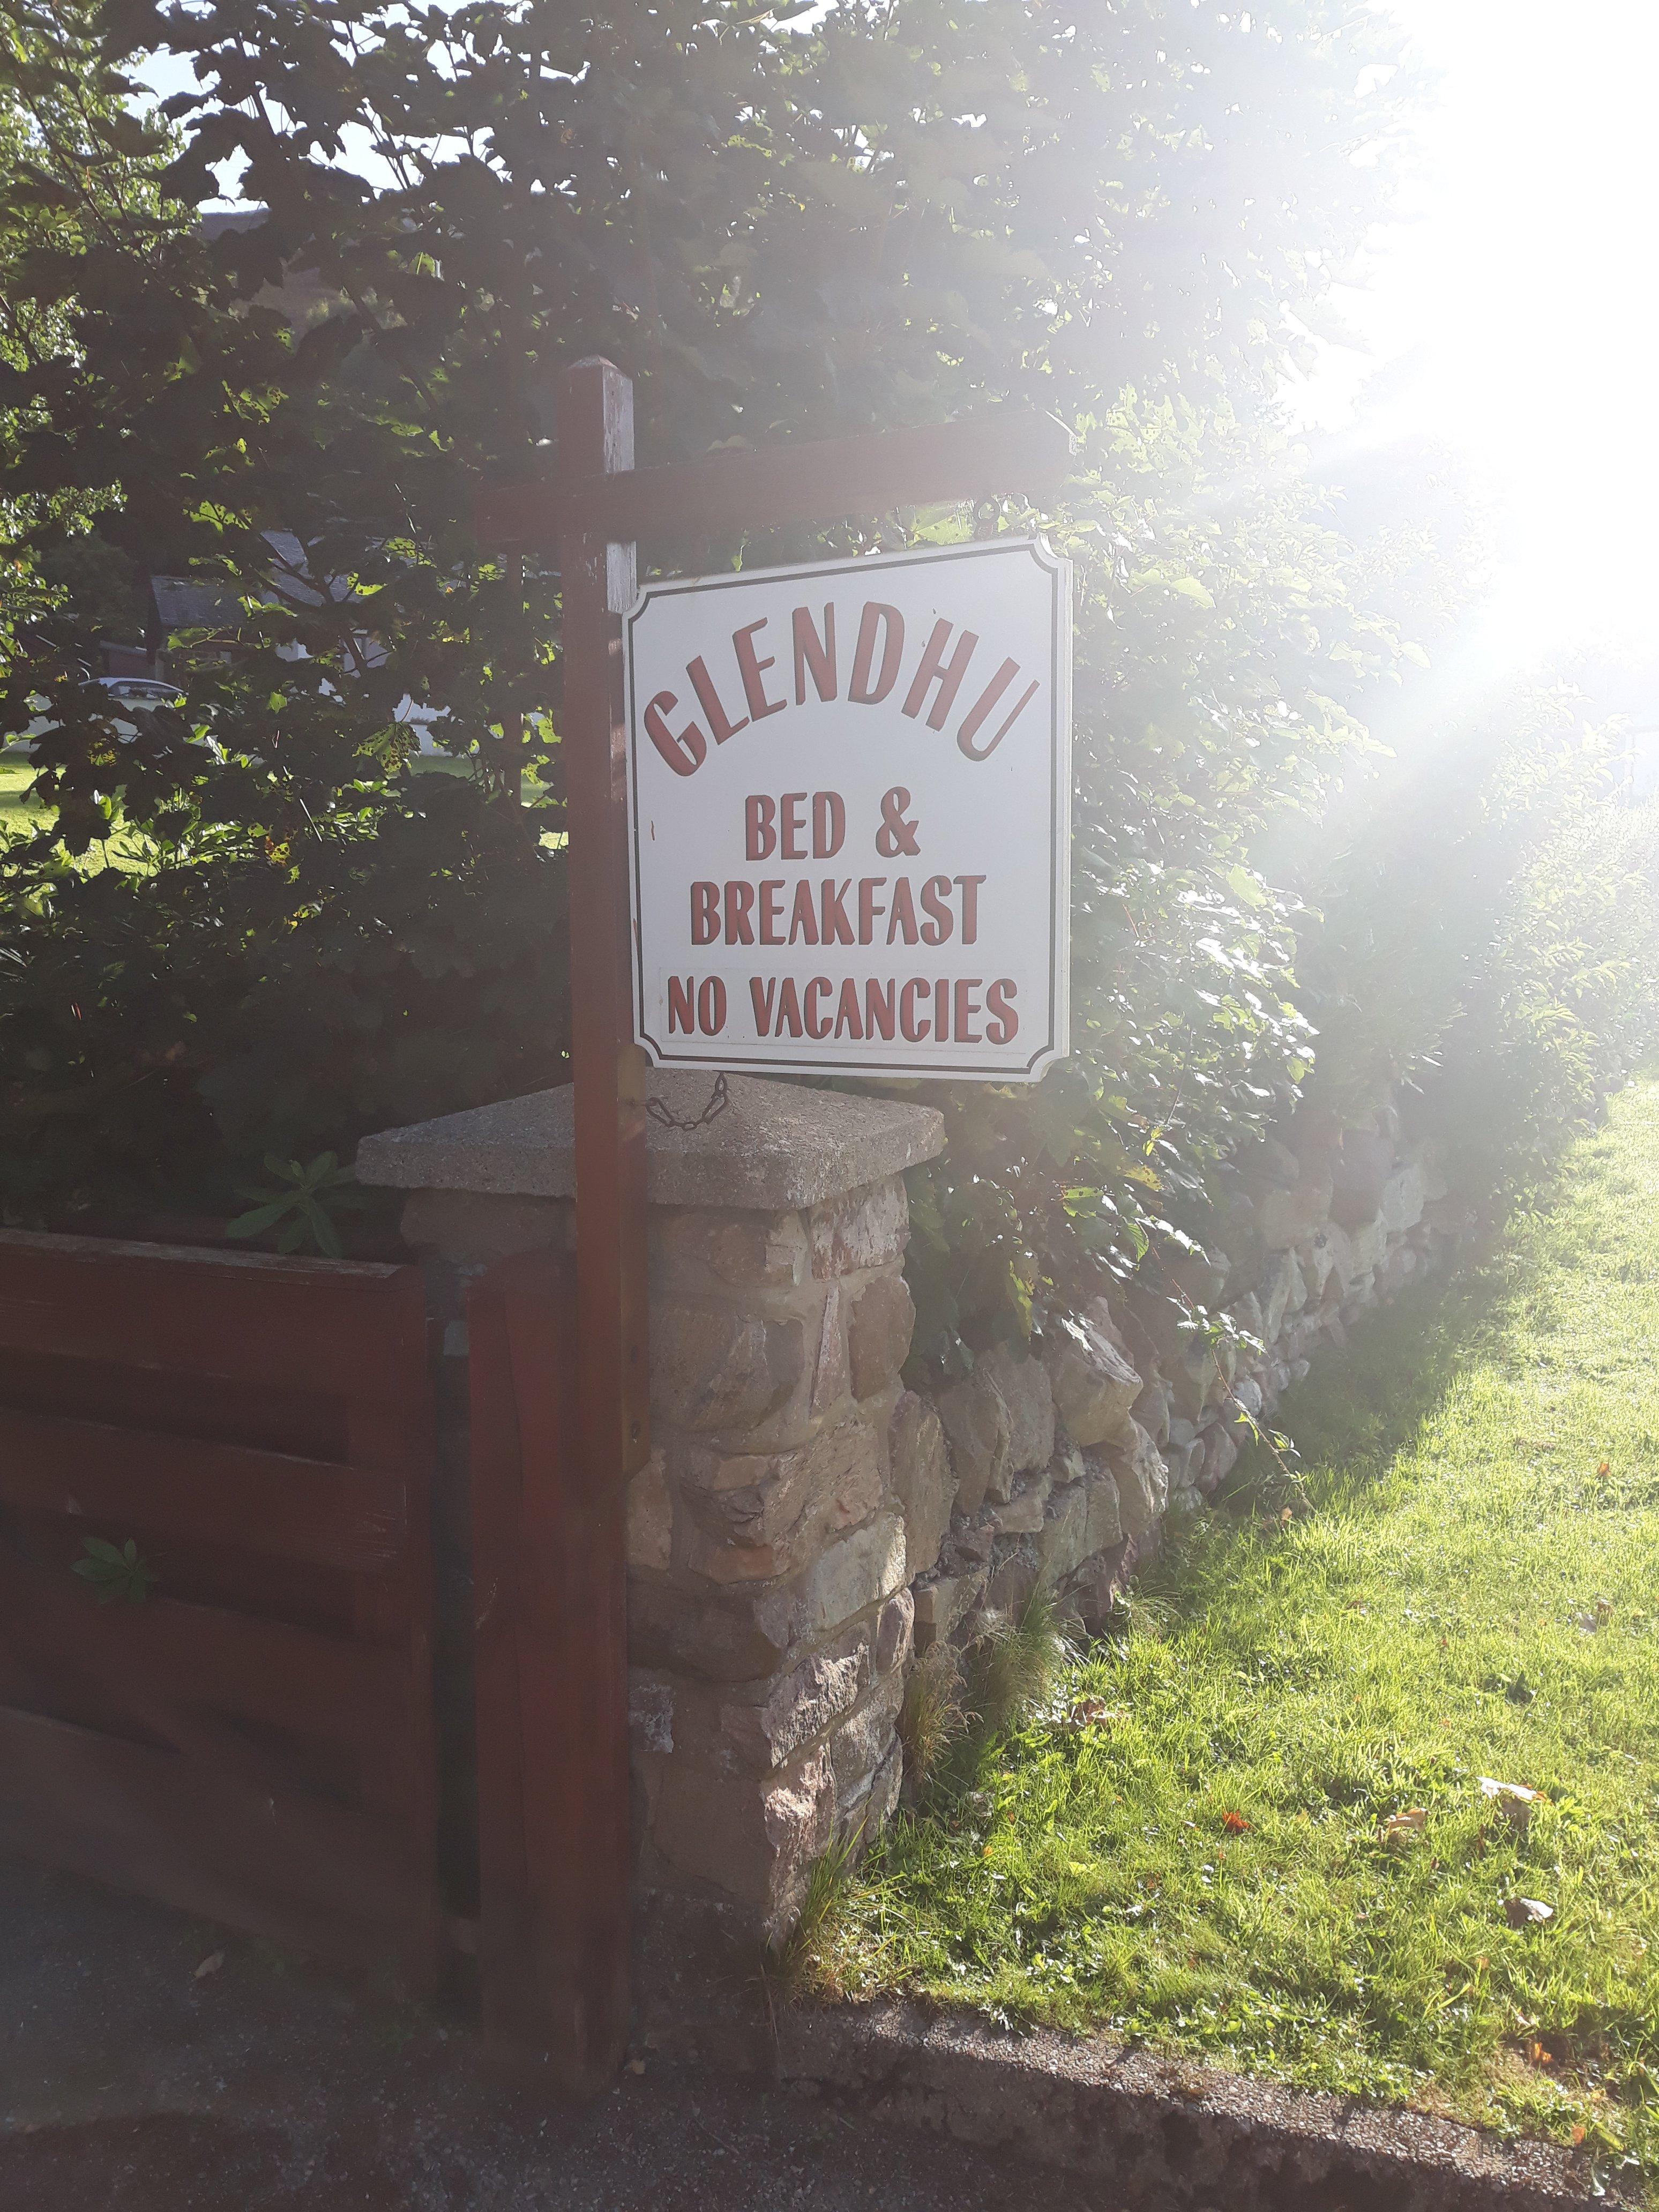 GLENDHU
BED &
BREAKFAST
NO VACANCIES